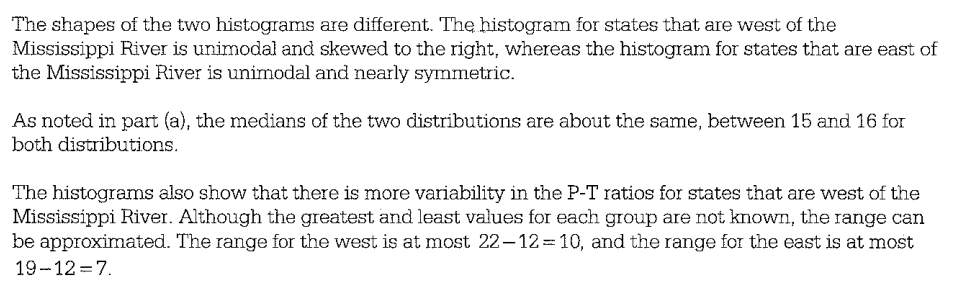 The shapes of the two histograms are different. The histogram for states that are west of the
Mississippi River is unimodal and skewed to the right, whereas the histogram for states that are east of
the Mississippi River is unimodal and nearly symmetric.
As noted in part (a), the medians of the two distributions are about the same, between 15 and 16 for
both distributions.
The histograms also show that there is more variability in the P-T ratios for states that are west of the
Mississippi River. Although the greatest and least values for each group are not known, the range can
be approximated. The range for the west is at most 22−12=10, and the range for the east is at most
19−12=7.